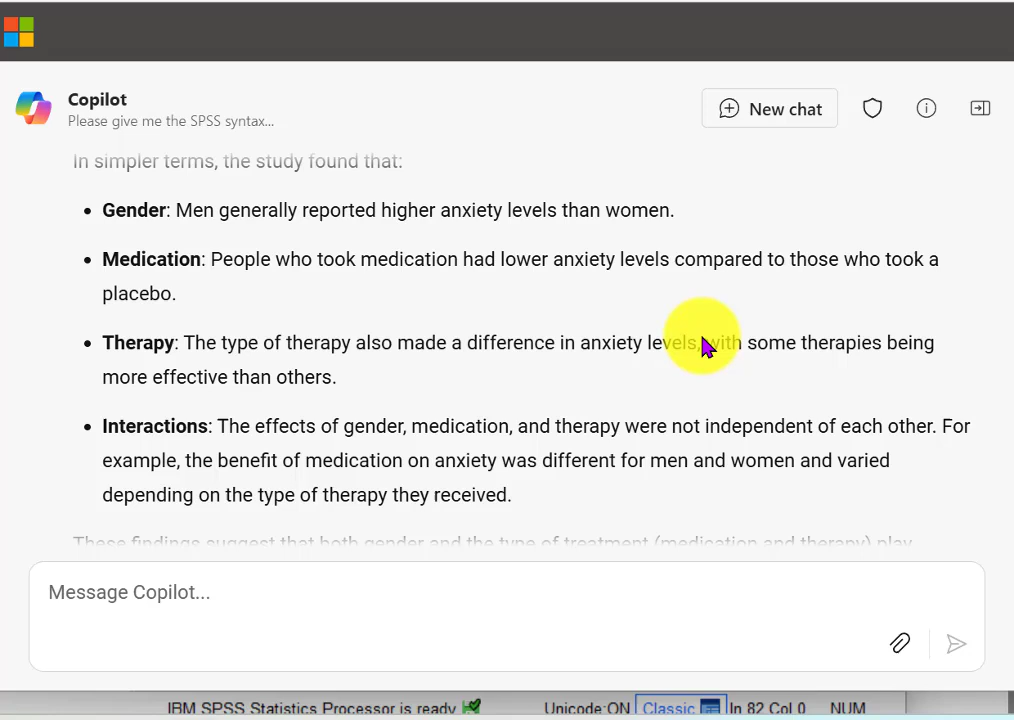 Copilot
Please give me the SPSS syntax...
New chat
In simpler terms, the study found that:
• Gender: Men generally reported higher anxiety levels than women.
• Medication: People who took medication had lower anxiety levels compared to those who took a
placebo.
• Therapy: The type of therapy also made a difference in anxiety levels, with some therapies being
more effective than others.
• Interactions: The effects of gender, medication, and therapy were not independent of each other. For
example, the benefit of medication on anxiety was different for men and women and varied
depending on the type of therapy they received.
These findings suggest that both gender and the type of treatment (medication and therapy) play
Message Copilot...
IBM SPSS Statistics Processor is ready Unicode:ON Classic In 82 Col 0 NUM